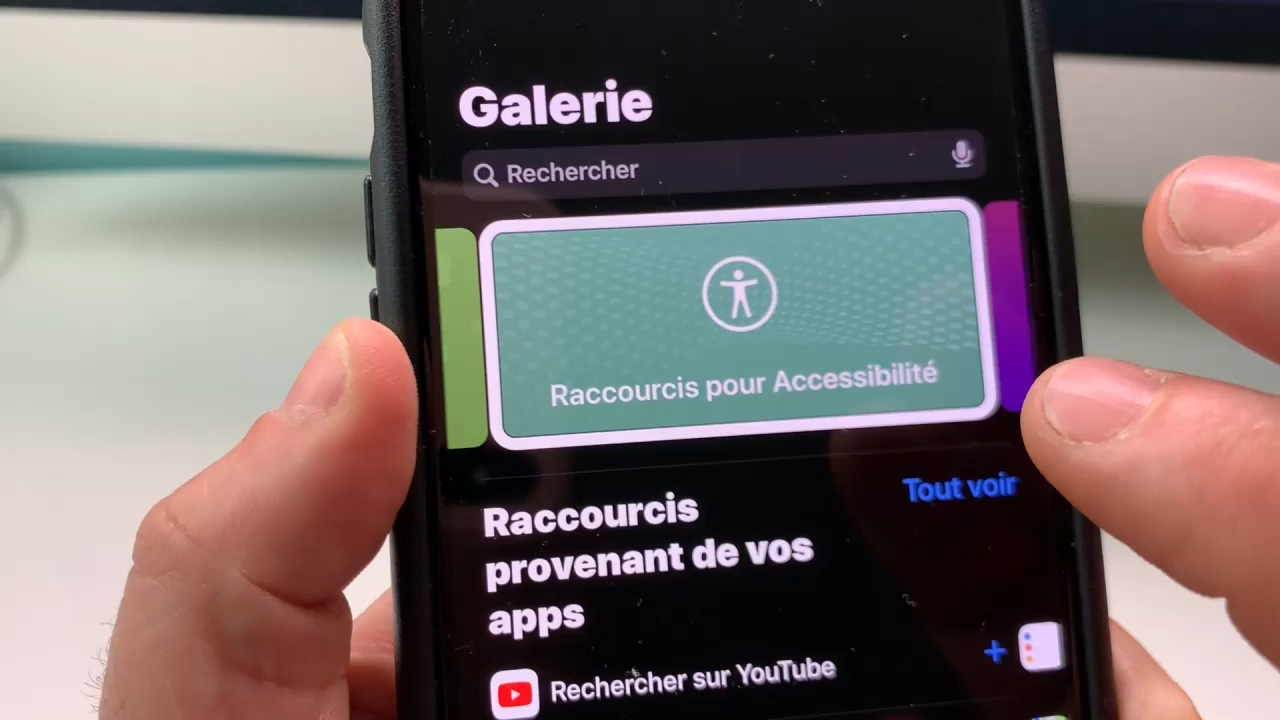 Galerie
Rechercher
Raccourcis pour Accessibilité
Raccourcis
provenant de vos
apps
Tout voir
Rechercher sur YouTube